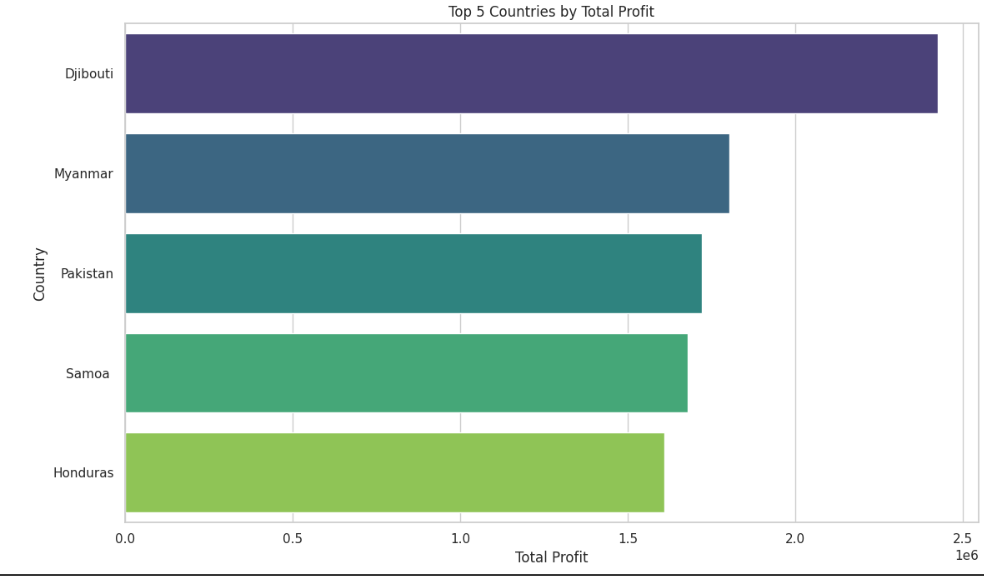 Top 5 Countries by Total Profit
Djibouti
Myanmar
Pakistan
Samoa
Honduras
Country
0.0 0.5 1.0 1.5 2.0 2.5
1e6
Total Profit